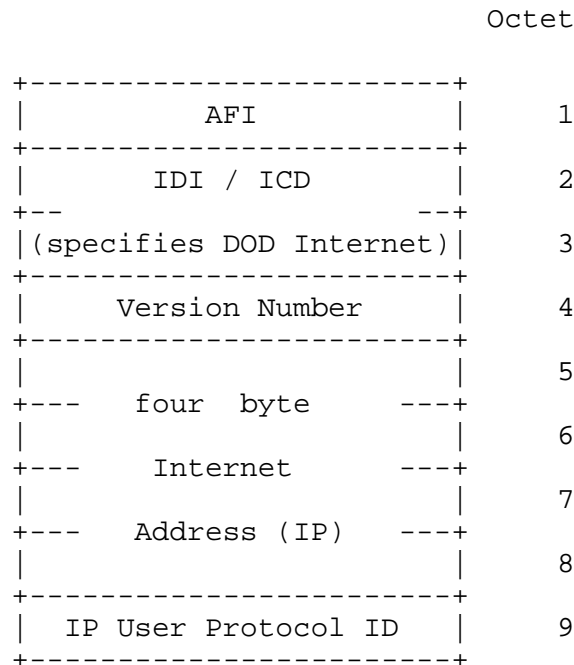 Octet
+-------------------------+
|           AFI           |     1
+-------------------------+
|        IDI / ICD        |     2
+--                     --+
|(specifies DOD Internet)|     3
+-------------------------+
|     Version Number      |     4
+-------------------------+
|                         |     5
+---    four  byte     ---+
|                         |     6
+---     Internet      ---+
|                         |     7
+---   Address (IP)    ---+
|                         |     8
+-------------------------+
|  IP User Protocol ID    |     9
+-------------------------+